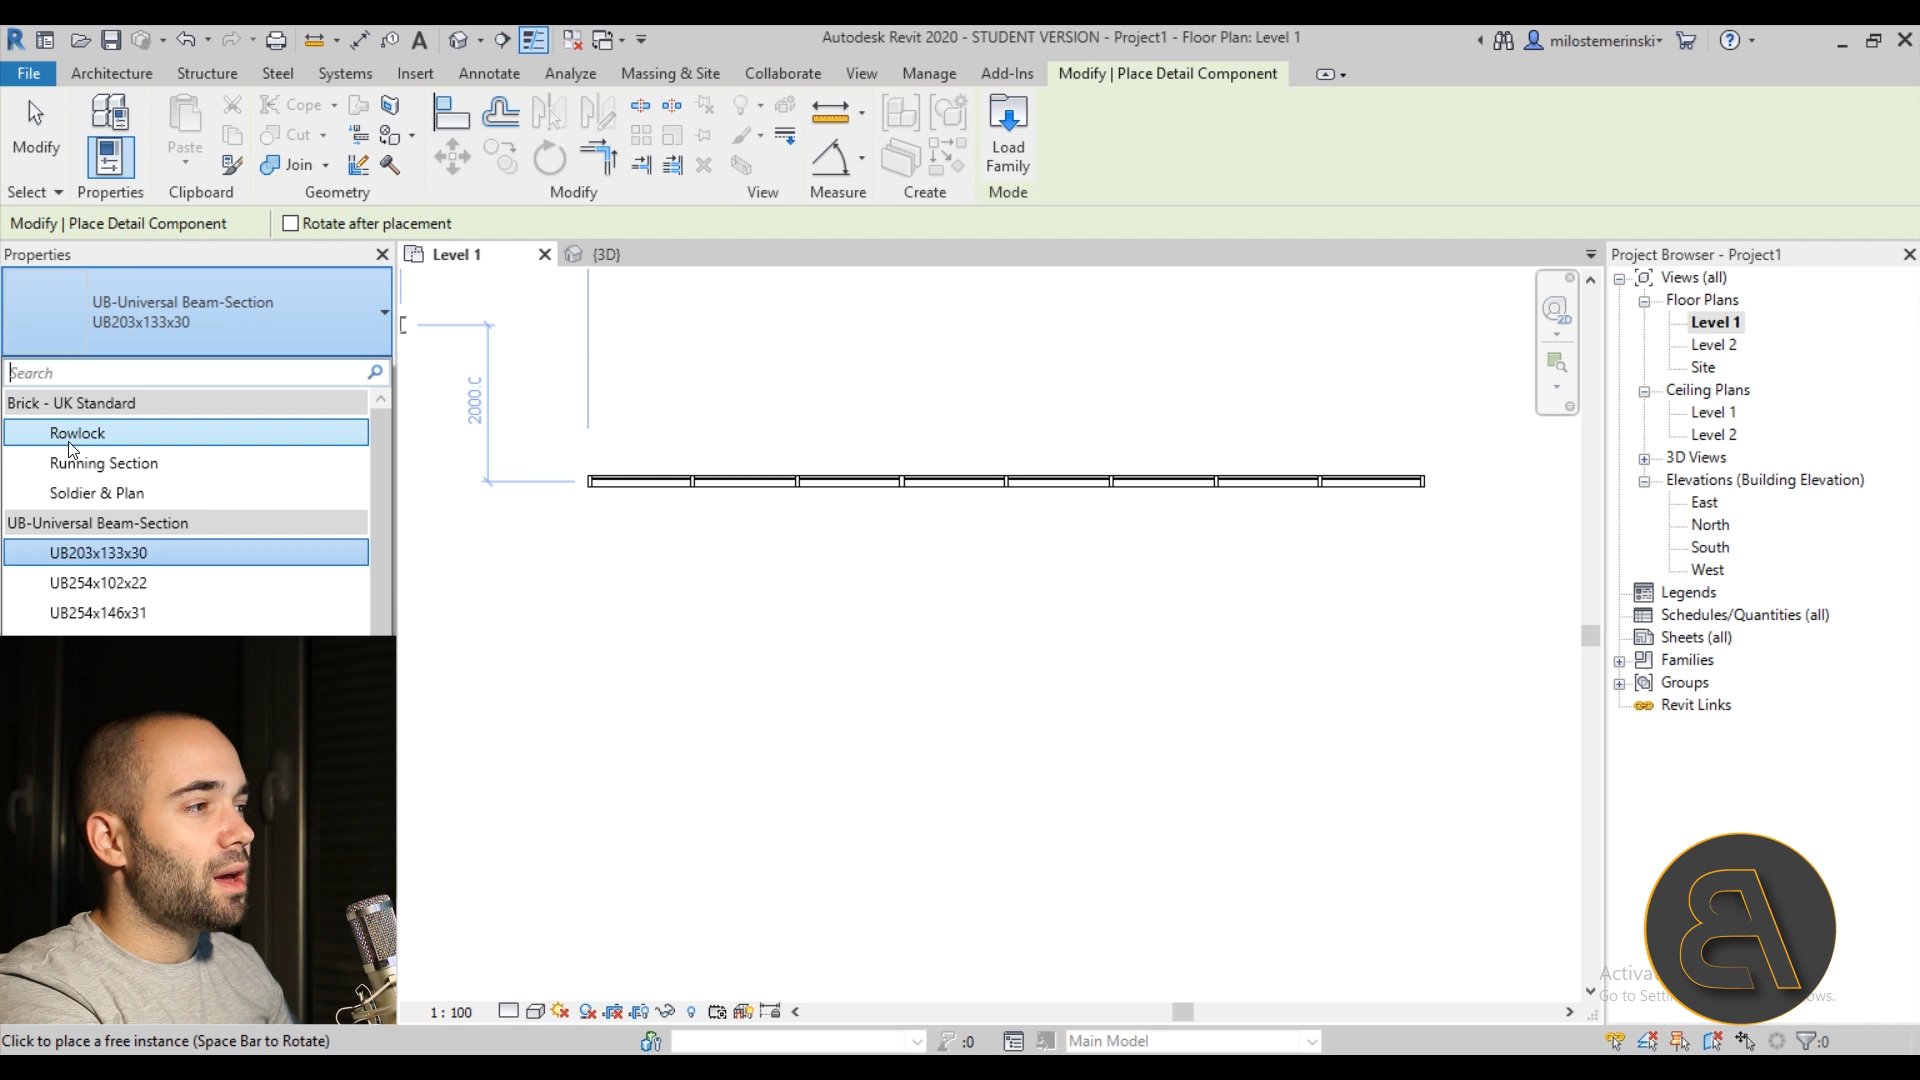 Autodesk Revit 2020 - STUDENT VERSION - Project1 - Floor Plan: Level 1
milostemerinski
File
Architecture
Structure
Steel
Systems
Insert
Annotate
Analyze
Massing & Site
Collaborate
View
Manage
Add-Ins
Modify | Place Detail Component
Modify
Paste
Cope
Cut
Join
Load
Family
Select
Properties
Clipboard
Geometry
Modify
View
Measure
Create
Mode
Modify | Place Detail Component
Rotate after placement
Properties
Level 1
{3D}
Project Browser - Project1
UB-Universal Beam-Section
UB203x133x30
Search
Brick - UK Standard
Rowlock
Running Section
Soldier & Plan
UB-Universal Beam-Section
UB203x133x30
UB254x102x22
UB254x146x31
2000.0
2D
Views (all)
Floor Plans
Level 1
Level 2
Site
Ceiling Plans
Level 1
Level 2
3D Views
Elevations (Building Elevation)
East
North
South
West
Legends
Schedules/Quantities (all)
Sheets (all)
Families
Groups
Revit Links
1 : 100
Click to place a free instance (Space Bar to Rotate)
:0
Main Model
:0